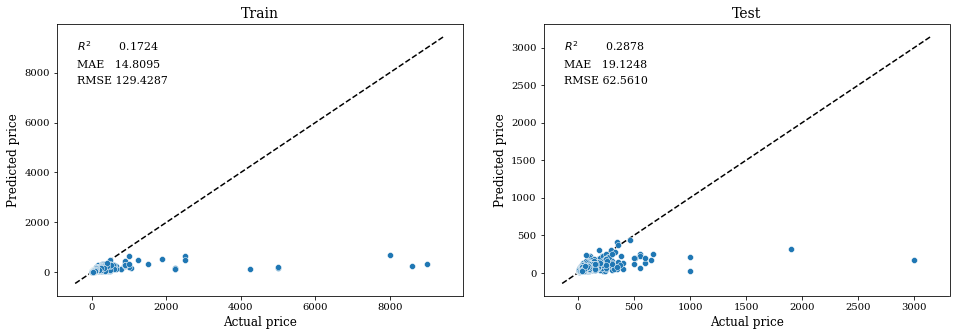 Train
R² 0.1724
MAE 14.8095
RMSE 129.4287
Predicted price
8000
6000
4000
2000
0
0 2000 4000 6000 8000
Actual price
Test
R² 0.2878
MAE 19.1248
RMSE 62.5610
Predicted price
3000
2500
2000
1500
1000
500
0
0 500 1000 1500 2000 2500 3000
Actual price